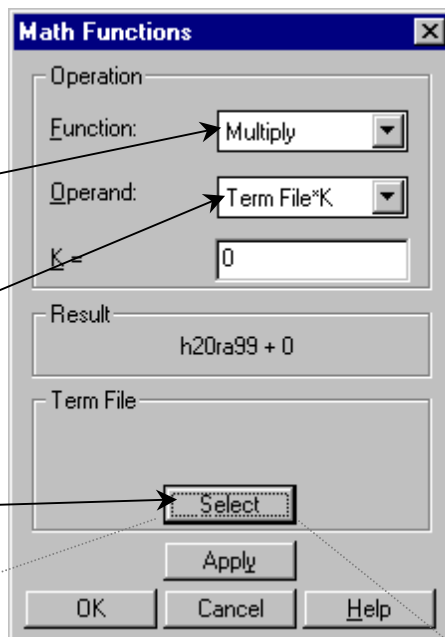 Math Functions
Operation
Function: Multiply
Operand: Term File*K
K = 0
Result
h20ra99 + 0
Term File
Select
Apply
OK Cancel Help